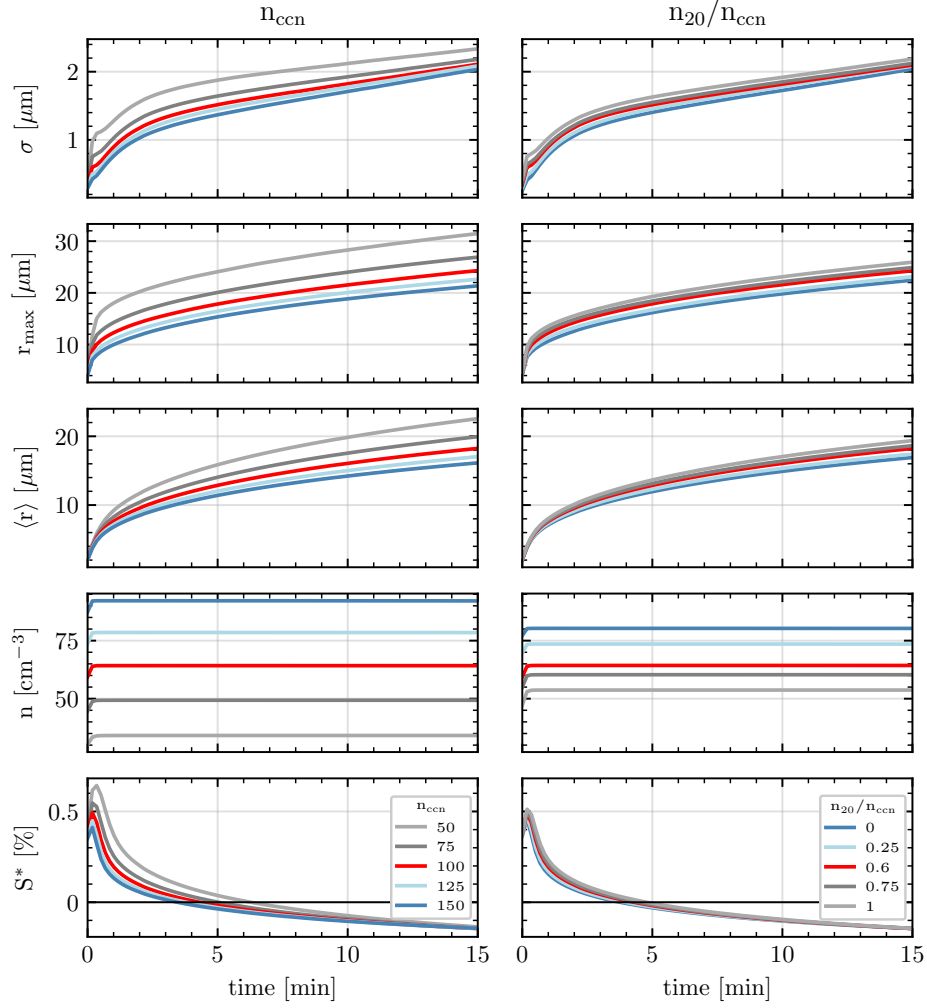 n_ccn
n_20/n_ccn
σ [μm]
2
1
r_max [μm]
30
20
10
⟨r⟩ [μm]
20
10
n [cm⁻³]
75
50
S* [%]
0.5
0
n_ccn
50
75
100
125
150
n_20/n_ccn
0
0.25
0.6
0.75
1
0 5 10 15
0 5 10 15
time [min]
time [min]